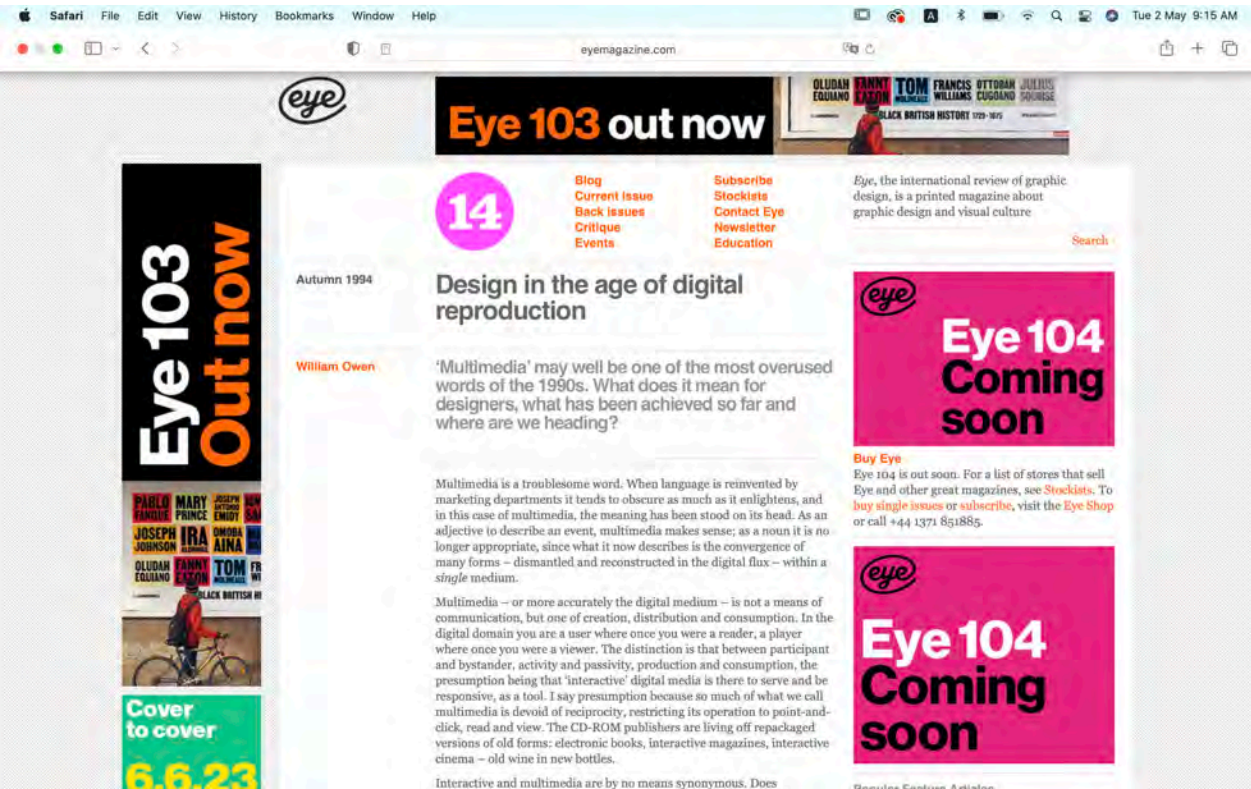 Safari File Edit View History Bookmarks Window Help
Tue 2 May 9:15 AM
eyemagazine.com
eye
Eye 103 out now
OLUDAH EQUIANO FANNY EATON TOM MOLINEAUX FRANCIS WILLIAMS OTTOBAH CUGOANO JULIUS SOUBISE
BLACK BRITISH HISTORY 1729-1875
Eye 103
Out now
PABLO FANQUE MARY PRINCE JOSEPH EMIDY
JOSEPH JOHNSON IRA OMOBA AINA
OLUDAH EQUIANO FANNY EATON TOM FR
BLACK BRITISH HI
Cover
to cover
6.6.23
14
Blog
Current Issue
Back Issues
Critique
Events
Subscribe
Stockists
Contact Eye
Newsletter
Education
Eye, the international review of graphic
design, is a printed magazine about
graphic design and visual culture
Search
Autumn 1994
Design in the age of digital
reproduction
William Owen
‘Multimedia’ may well be one of the most overused
words of the 1990s. What does it mean for
designers, what has been achieved so far and
where are we heading?
Multimedia is a troublesome word. When language is reinvented by
marketing departments it tends to obscure as much as it enlightens, and
in this case of multimedia, the meaning has been stood on its head. As an
adjective to describe an event, multimedia makes sense; as a noun it is no
longer appropriate, since what it now describes is the convergence of
many forms – dismantled and reconstructed in the digital flux – within a
single medium.
Multimedia – or more accurately the digital medium – is not a means of
communication, but one of creation, distribution and consumption. In the
digital domain you are a user where once you were a reader, a player
where once you were a viewer. The distinction is that between participant
and bystander, activity and passivity, production and consumption, the
presumption being that ‘interactive’ digital media is there to serve and be
responsive, as a tool. I say presumption because so much of what we call
multimedia is devoid of reciprocity, restricting its operation to point-and-
click, read and view. The CD-ROM publishers are living off repackaged
versions of old forms: electronic books, interactive magazines, interactive
cinema – old wine in new bottles.
Interactive and multimedia are by no means synonymous. Does
eye
Eye 104
Coming
soon
Buy Eye
Eye 104 is out soon. For a list of stores that sell
Eye and other great magazines, see Stockists. To
buy single issues or subscribe, visit the Eye Shop
or call +44 1371 851885.
eye
Eye 104
Coming
soon
Popular Feature Articles